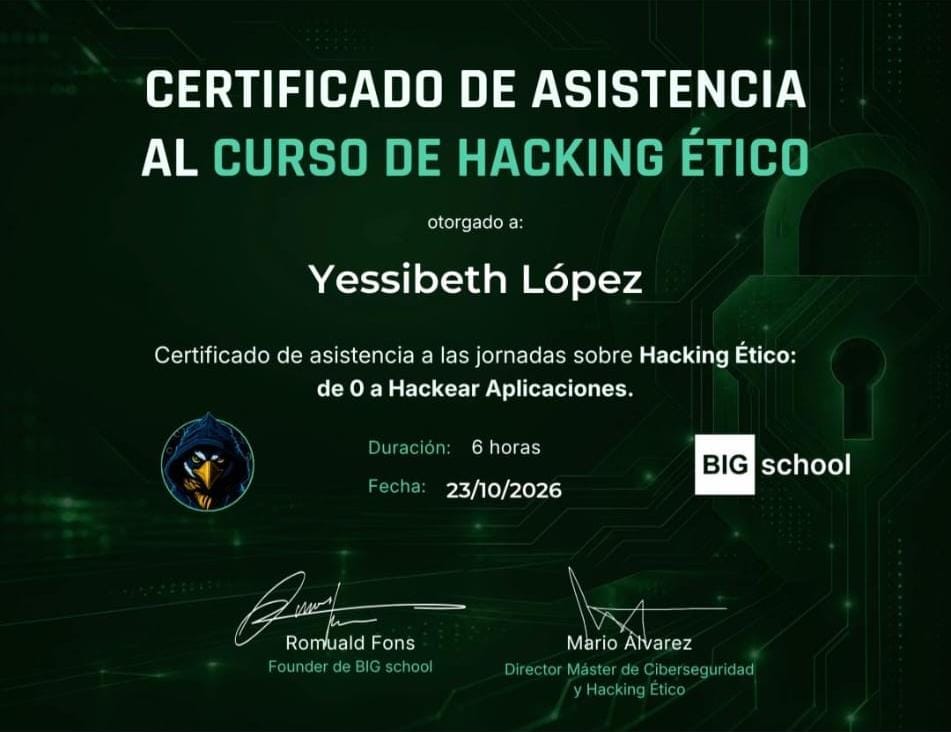 CERTIFICADO DE ASISTENCIA
AL CURSO DE HACKING ÉTICO
otorgado a:
Yessibeth López
Certificado de asistencia a las jornadas sobre Hacking Ético:
de 0 a Hackear Aplicaciones.
Duración: 6 horas
Fecha: 23/10/2026
BIG school
Romuald Fons
Founder de BIG school
Mario Álvarez
Director Máster de Ciberseguridad
y Hacking Ético